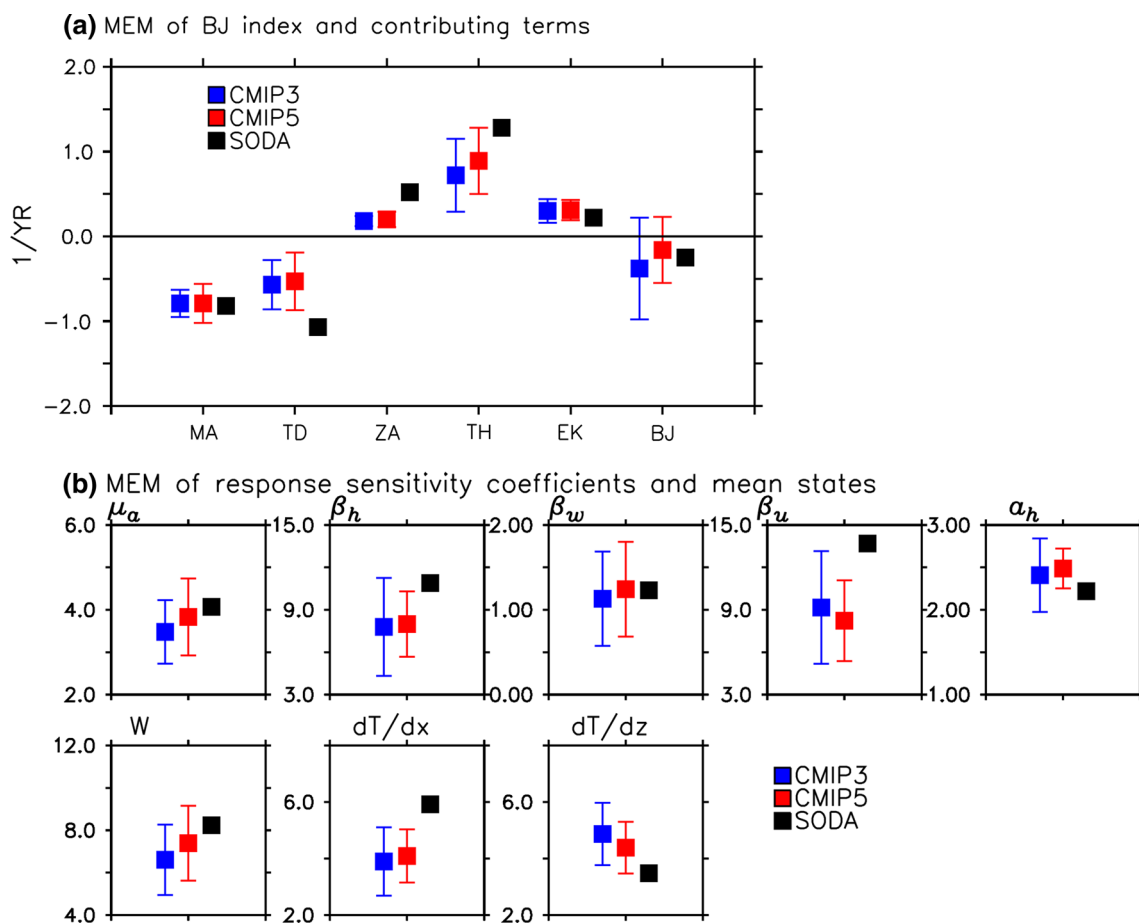 (a) MEM of BJ index and contributing terms
2.0
1.0
0.0
−1.0
−2.0
1/YR
CMIP3
CMIP5
SODA
MA TD ZA TH EK BJ
(b) MEM of response sensitivity coefficients and mean states
μa βh βw βu αh
6.0 15.0 2.00 15.0 3.00
4.0 9.0 1.00 9.0 2.00
2.0 3.0 0.00 3.0 1.00
W dT/dx dT/dz
12.0
8.0
4.0
6.0 6.0
2.0 2.0
CMIP3
CMIP5
SODA